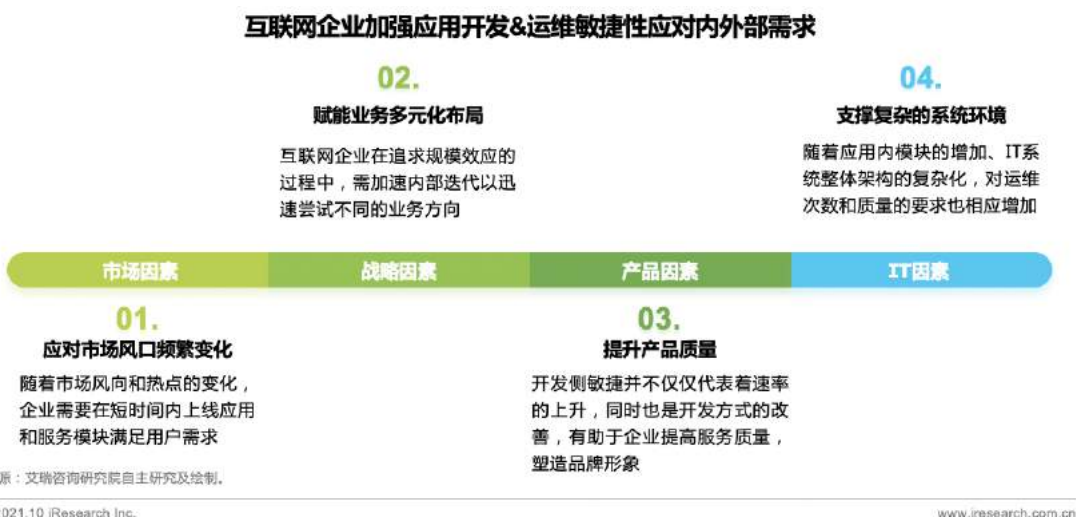 互联网企业加强应用开发&运维敏捷性应对内外部需求
02.
赋能业务多元化布局
互联网企业在追求规模效应的
过程中，需加速内部迭代以迅
速尝试不同的业务方向
04.
支撑复杂的系统环境
随着应用内模块的增加、IT系
统整体架构的复杂化，对运维
次数和质量的要求也相应增加
市场因素
战略因素
产品因素
IT因素
01.
应对市场风口频繁变化
随着市场风向和热点的变化，
企业需要在短时间内上线应用
和服务模块满足用户需求
03.
提升产品质量
开发侧敏捷并不仅仅代表着速率
的上升，同时也是开发方式的改
善，有助于企业提高服务质量，
塑造品牌形象
源：艾瑞咨询研究院自主研究及绘制。
2021.10 iResearch Inc.
www.iresearch.com.cn